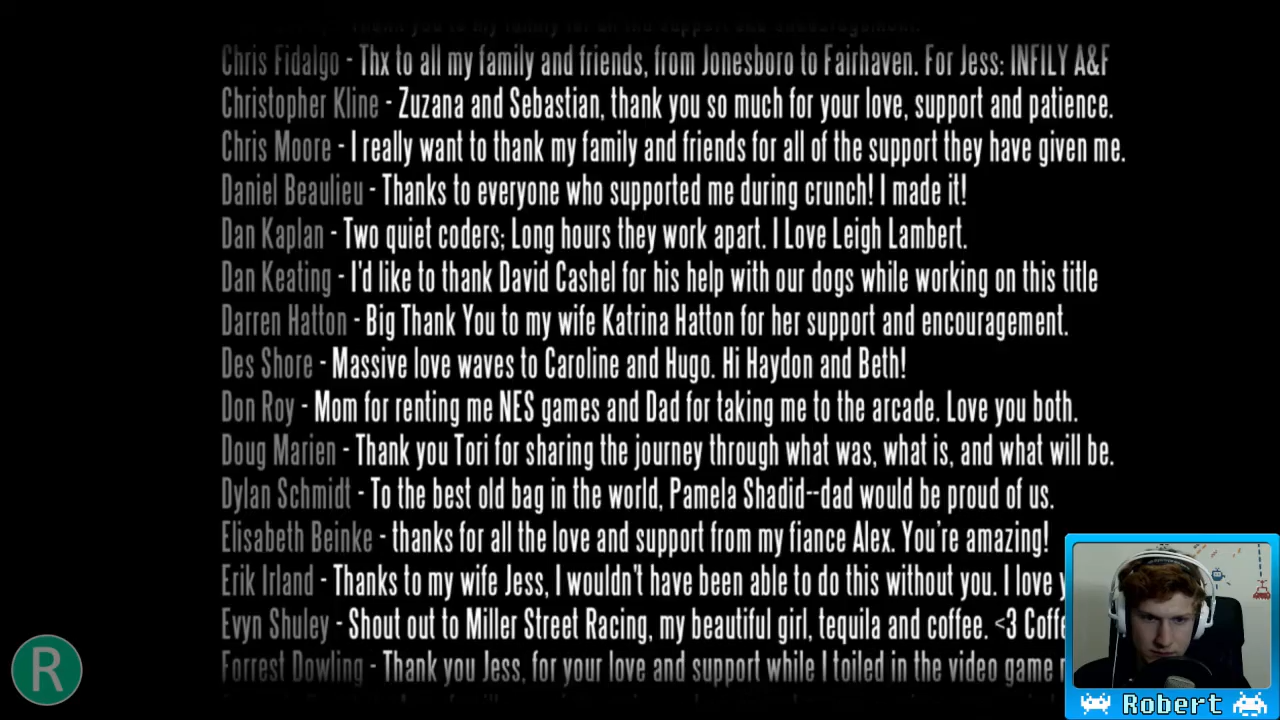 Chris Fidalgo - Thx to all my family and friends, from Jonesboro to Fairhaven. For Jess: INFILY A&F
Christopher Kline - Zuzana and Sebastian, thank you so much for your love, support and patience.
Chris Moore - I really want to thank my family and friends for all of the support they have given me.
Daniel Beaulieu - Thanks to everyone who supported me during crunch! I made it!
Dan Kaplan - Two quiet coders; Long hours they work apart. I Love Leigh Lambert.
Dan Keating - I'd like to thank David Cashel for his help with our dogs while working on this title
Darren Hatton - Big Thank You to my wife Katrina Hatton for her support and encouragement.
Des Shore - Massive love waves to Caroline and Hugo. Hi Haydon and Beth!
Don Roy - Mom for renting me NES games and Dad for taking me to the arcade. Love you both.
Doug Marien - Thank you Tori for sharing the journey through what was, what is, and what will be.
Dylan Schmidt - To the best old bag in the world, Pamela Shadid--dad would be proud of us.
Elisabeth Beinke - thanks for all the love and support from my fiance Alex. You're amazing!
Erik Irland - Thanks to my wife Jess, I wouldn't have been able to do this without you. I love
Evyn Shuley - Shout out to Miller Street Racing, my beautiful girl, tequila and coffee. <3
Forrest Dowling - Thank you Jess, for your love and support while I toiled in the video game
R
Robert